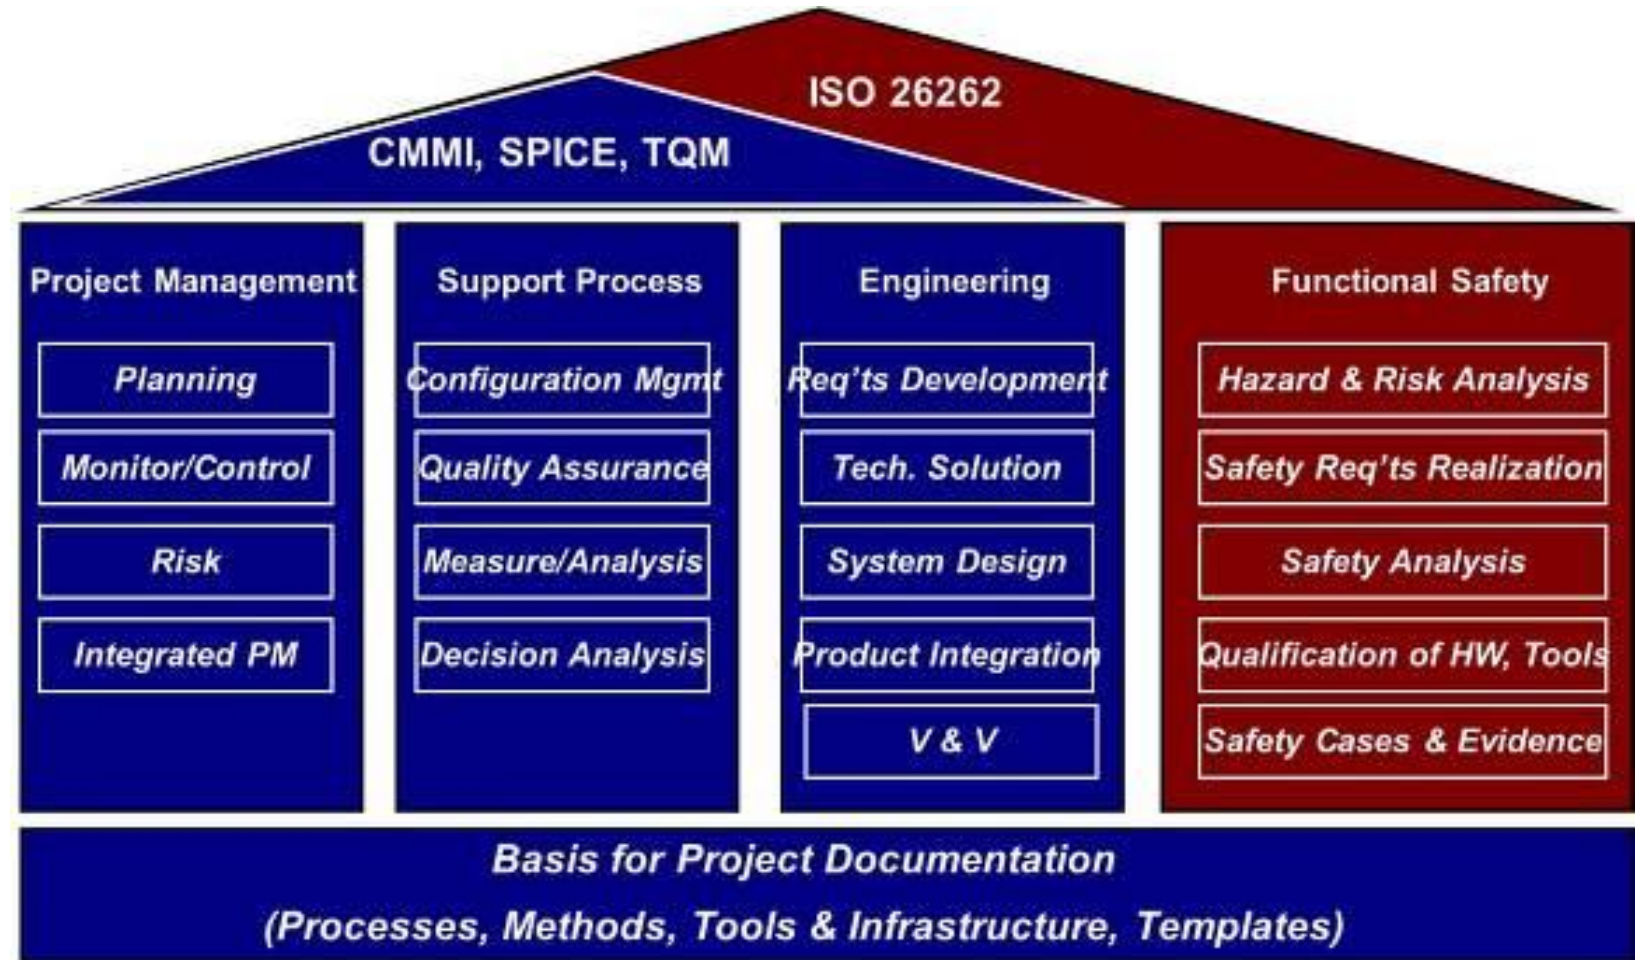 ISO 26262
CMMI, SPICE, TQM
Project Management
Planning
Monitor/Control
Risk
Integrated PM
Support Process
Configuration Mgmt
Quality Assurance
Measure/Analysis
Decision Analysis
Engineering
Req'ts Development
Tech. Solution
System Design
Product Integration
V & V
Functional Safety
Hazard & Risk Analysis
Safety Req'ts Realization
Safety Analysis
Qualification of HW, Tools
Safety Cases & Evidence
Basis for Project Documentation
(Processes, Methods, Tools & Infrastructure, Templates)